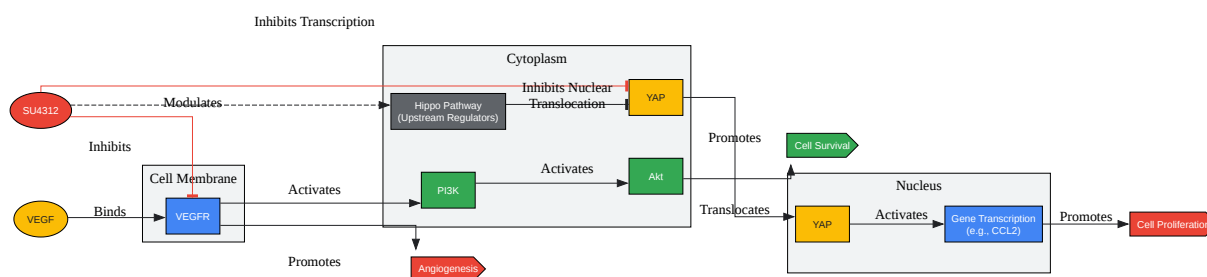 Inhibits Transcription
Cytoplasm
SU4312
Modulates
Hippo Pathway
(Upstream Regulators)
Inhibits Nuclear
Translocation
YAP
Inhibits
Promotes
Cell Survival
Cell Membrane
VEGF
Binds
VEGFR
Activates
PI3K
Activates
Akt
Translocates
Nucleus
YAP
Activates
Gene Transcription
(e.g., CCL2)
Promotes
Cell Proliferation
Promotes
Angiogenesis